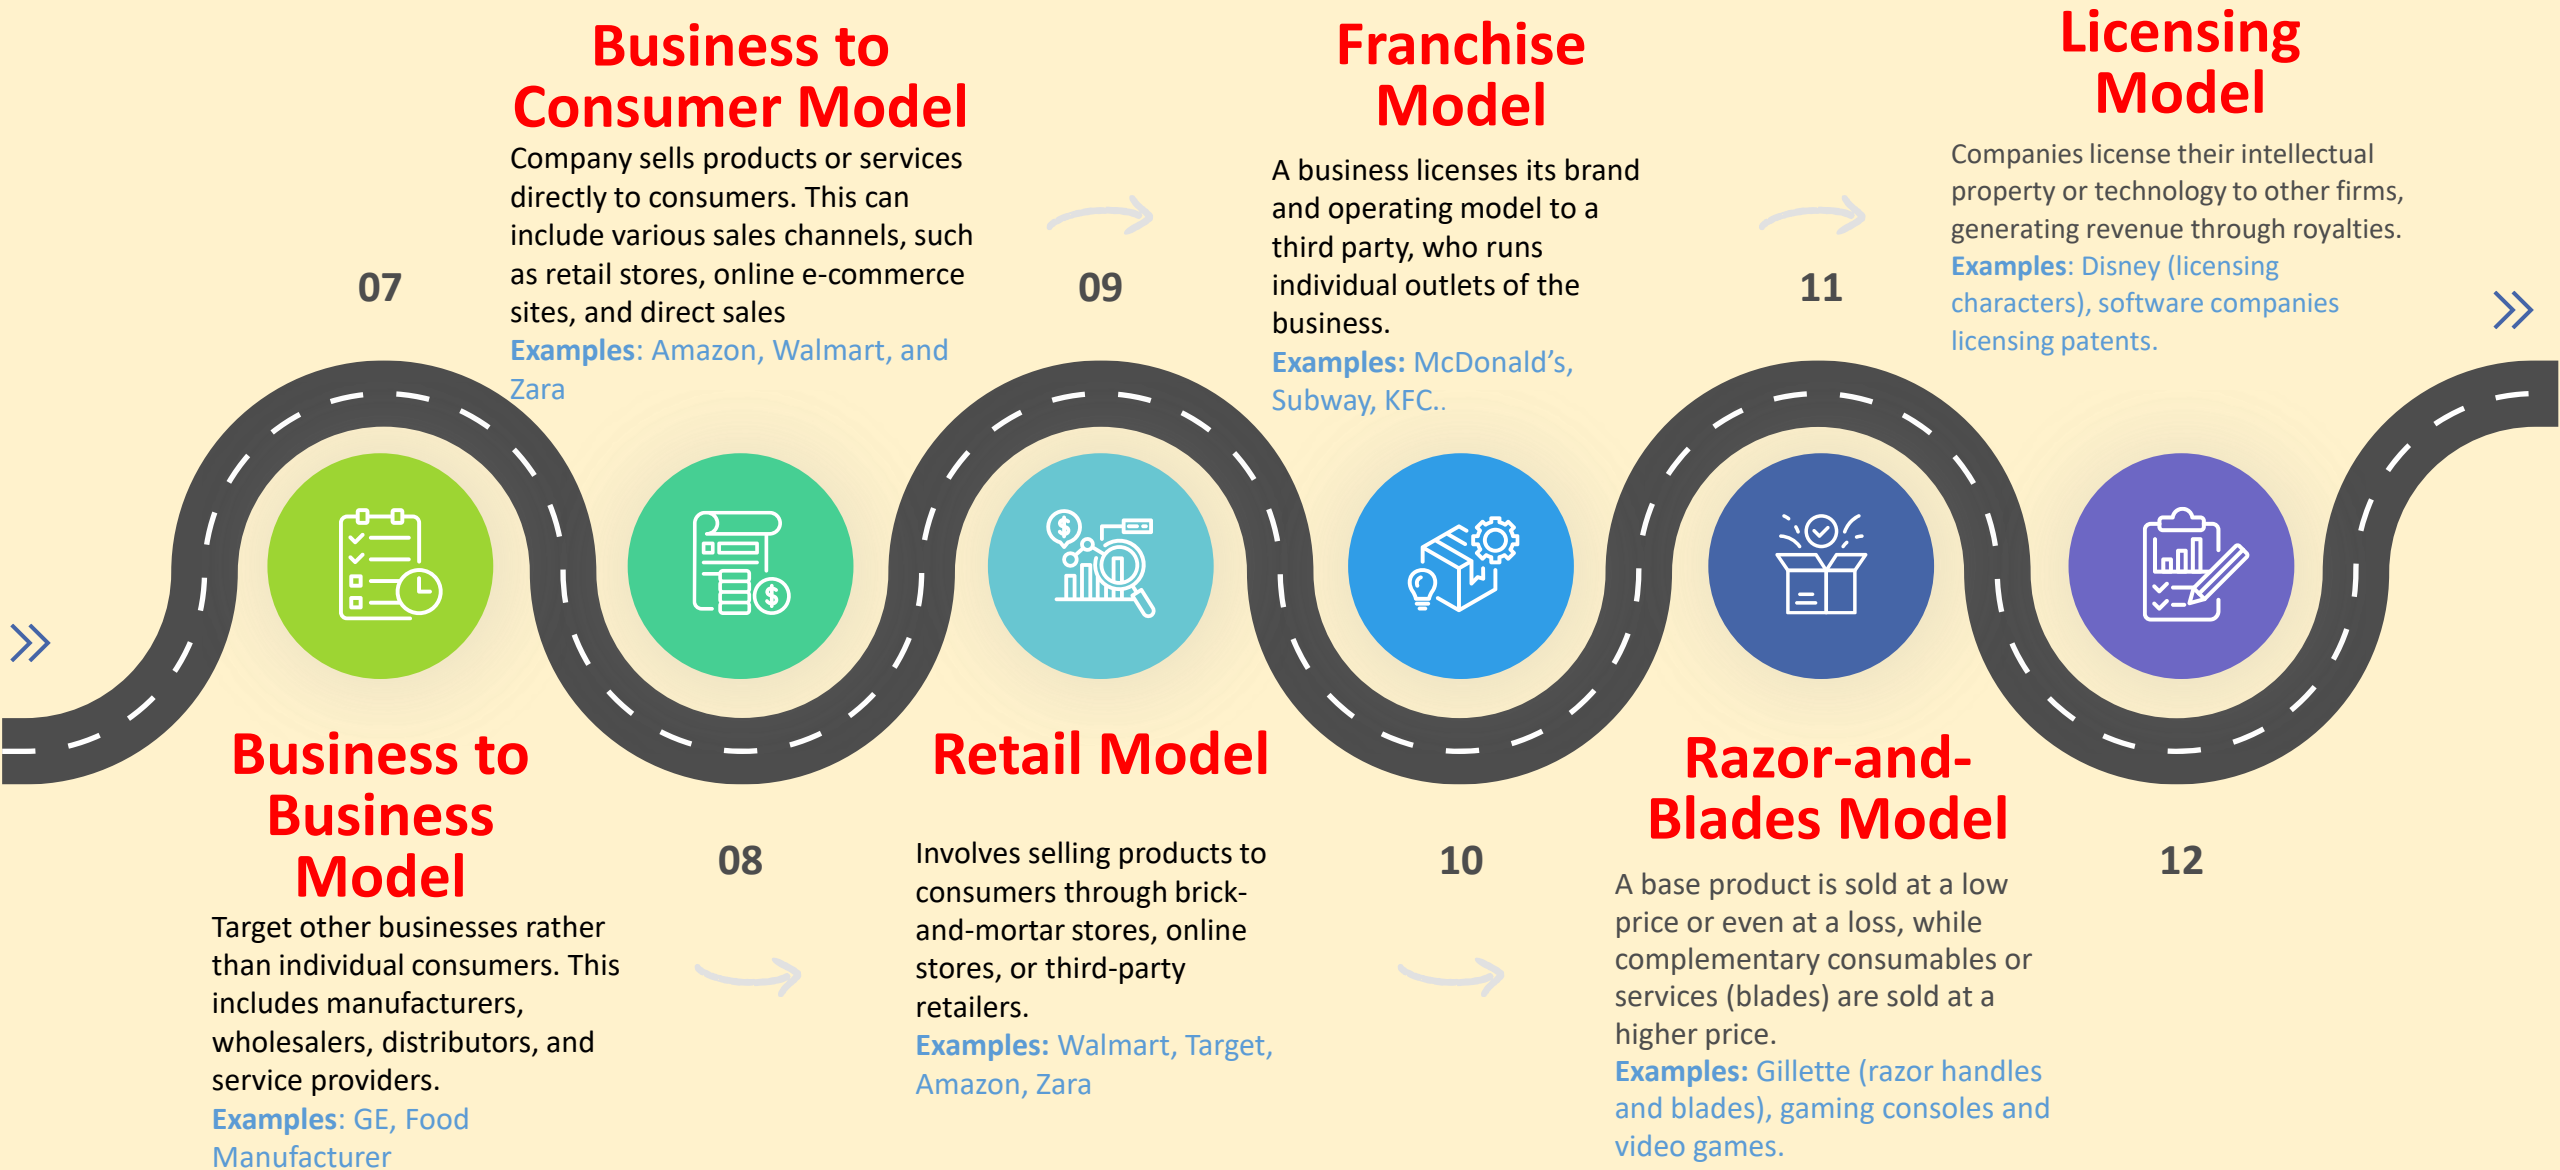 07
Business to
Business
Model
Target other businesses rather
than individual consumers. This
includes manufacturers,
wholesalers, distributors, and
service providers.
Examples: GE, Food
Manufacturer
Business to
Consumer Model
Company sells products or services
directly to consumers. This can
include various sales channels, such
as retail stores, online e-commerce
sites, and direct sales
Examples: Amazon, Walmart, and
Zara
08
09
Retail Model
Involves selling products to
consumers through brick-
and-mortar stores, online
stores, or third-party
retailers.
Examples: Walmart, Target,
Amazon, Zara
Franchise
Model
A business licenses its brand
and operating model to a
third party, who runs
individual outlets of the
business.
Examples: McDonald’s,
Subway, KFC..
10
11
Razor-and-
Blades Model
A base product is sold at a low
price or even at a loss, while
complementary consumables or
services (blades) are sold at a
higher price.
Examples: Gillette (razor handles
and blades), gaming consoles and
video games.
Licensing
Model
Companies license their intellectual
property or technology to other firms,
generating revenue through royalties.
Examples: Disney (licensing
characters), software companies
licensing patents.
12